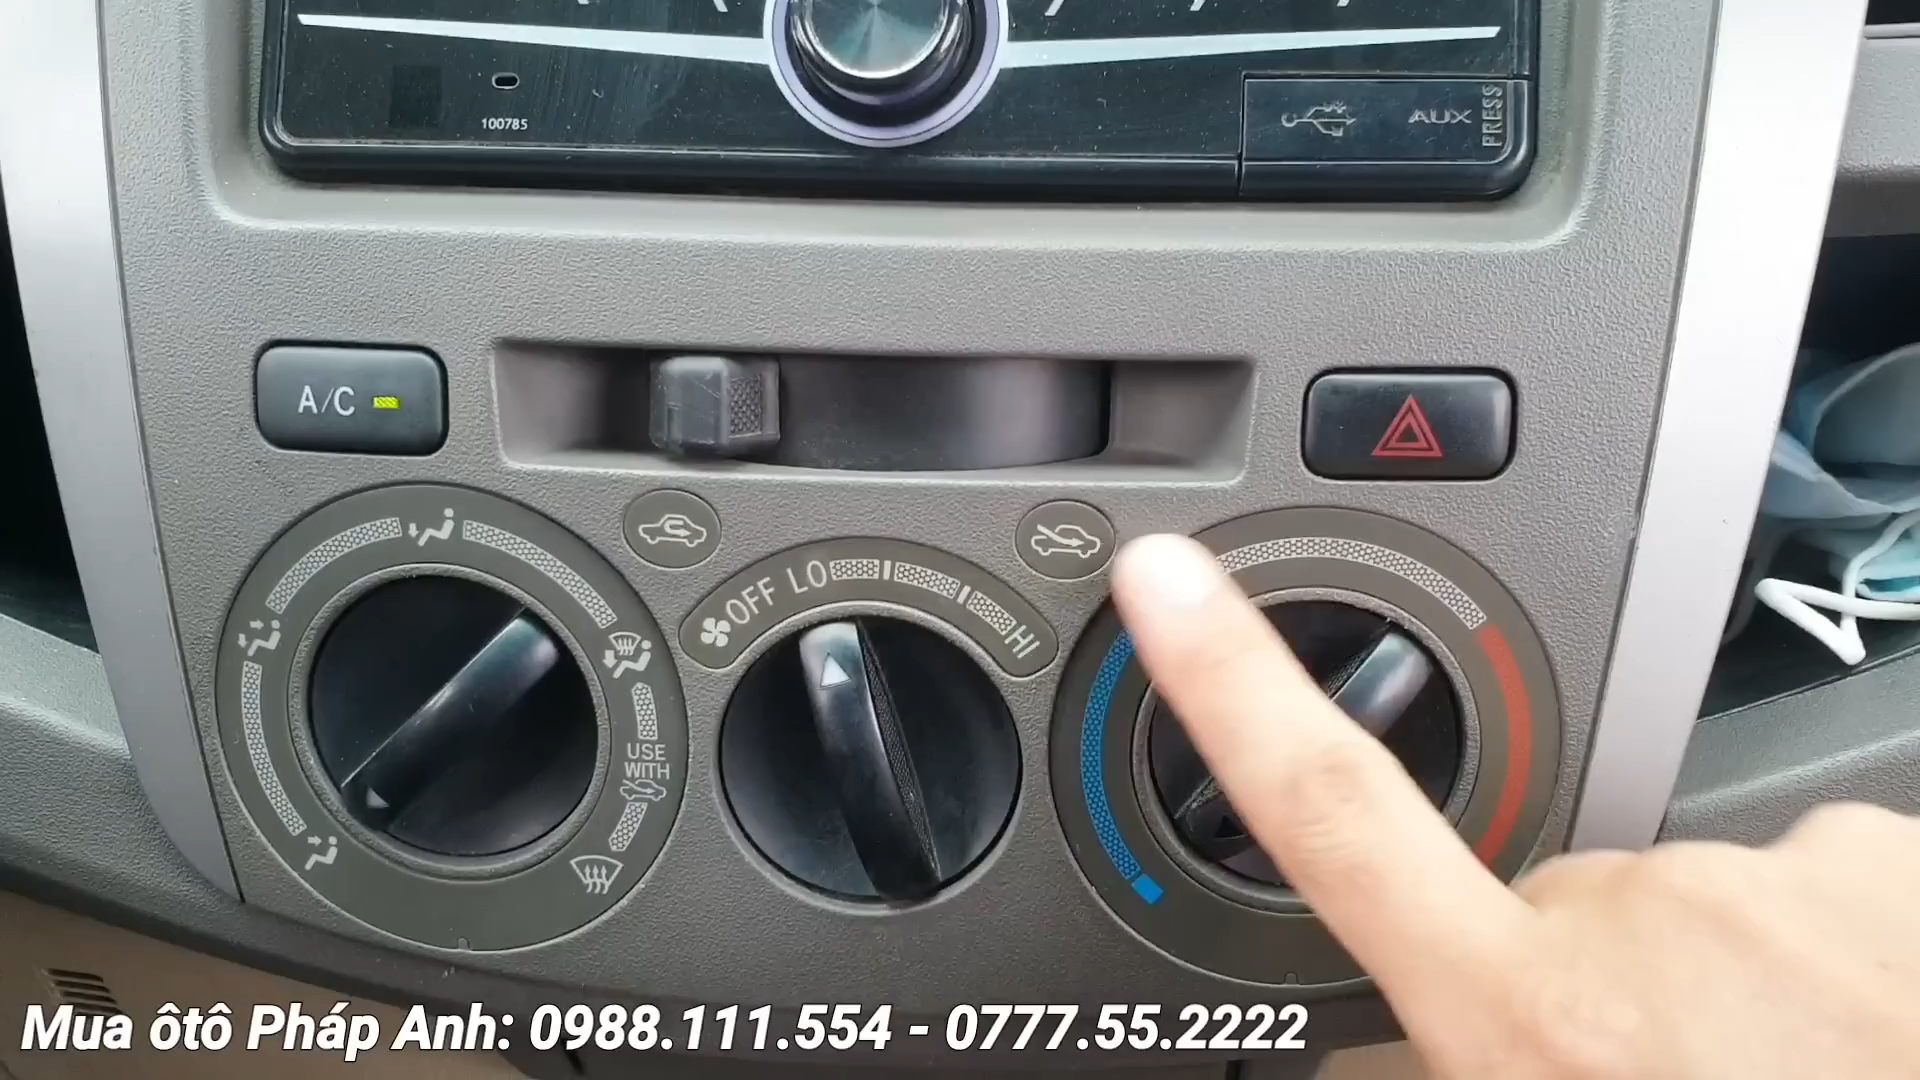 100785
AUX
PRESS
A/C
OFF LO
HI
USE
WITH
Mua ôtô Pháp Anh: 0988.111.554 - 0777.55.2222